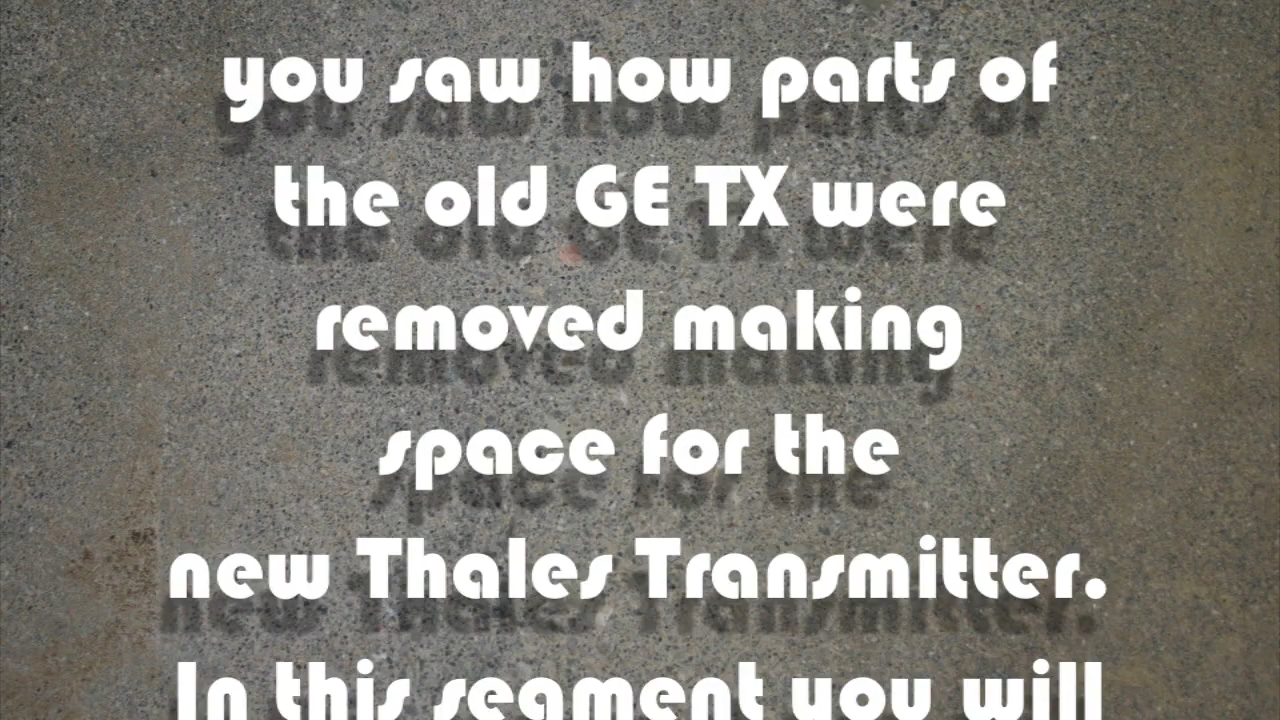 you saw how parts of
the old GE TX were
removed making
space for the
new Thales Transmitter.
In this segment you will